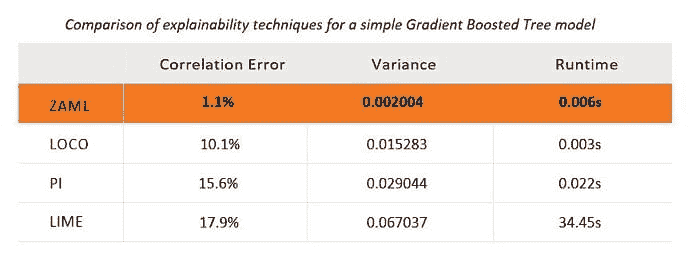 Comparison of explainability techniques for a simple Gradient Boosted Tree model
Correlation Error Variance Runtime
ZAML 1.1% 0.002004 0.006s
LOCO 10.1% 0.015283 0.003s
PI 15.6% 0.029044 0.022s
LIME 17.9% 0.067037 34.45s